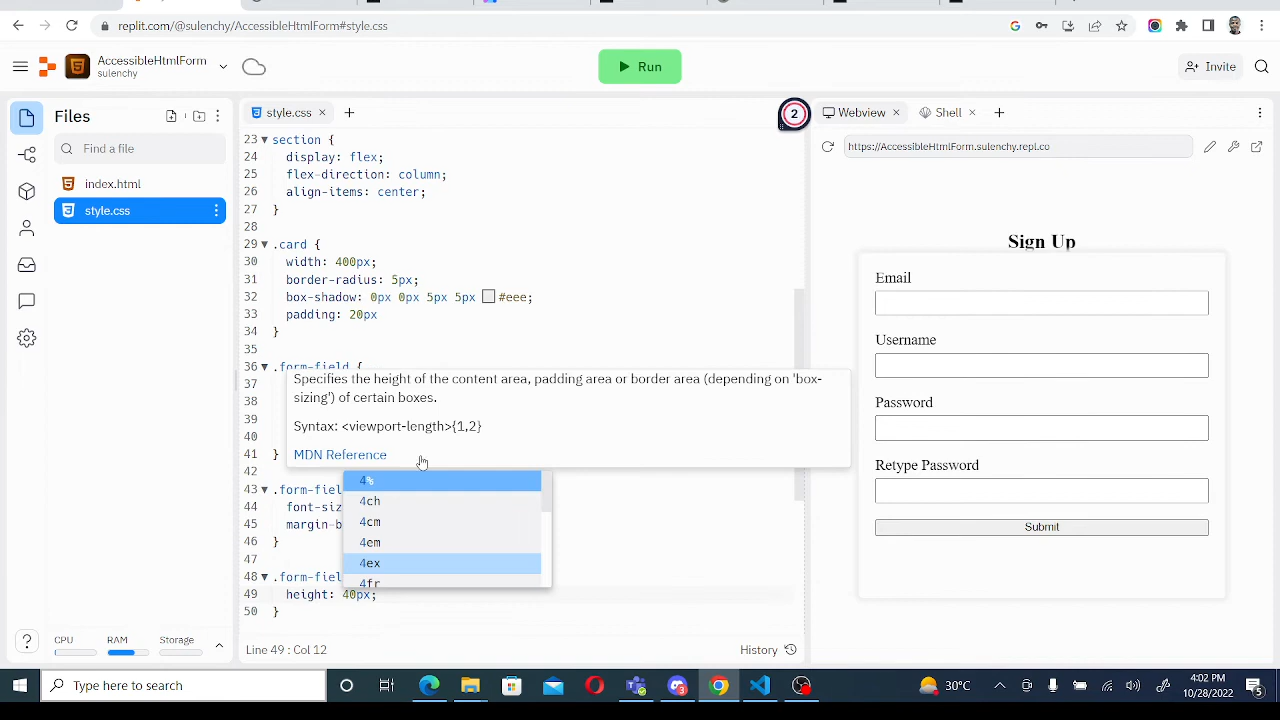 replit.com/@sulenchy/AccessibleHtmlForm#style.css
AccessibleHtmlForm
sulenchy
Run
Invite
Files
Find a file
index.html
style.css
style.css
23 section {
24 display: flex;
25 flex-direction: column;
26 align-items: center;
27 }
28
29 .card {
30 width: 400px;
31 border-radius: 5px;
32 box-shadow: 0px 0px 5px 5px #eee;
33 padding: 20px
34 }
35
36 .form-field {
37
38
39
40
41 }
42
43 .form-fiel
44 font-siz
45 margin-b
46 }
47
48 .form-fiel
49 height: 40px;
50 }
Specifies the height of the content area, padding area or border area (depending on 'box-
sizing') of certain boxes.
Syntax: <viewport-length>{1,2}
MDN Reference
4%
4ch
4cm
4em
4ex
4fr
Line 49 : Col 12
History
2
Webview
Shell
https://AccessibleHtmlForm.sulenchy.repl.co
Sign Up
Email
Username
Password
Retype Password
Submit
CPU
RAM
Storage
Type here to search
30°C
4:02 PM
10/28/2022